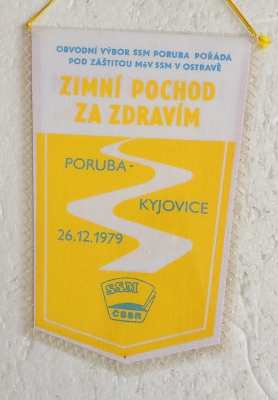 OBVODNÍ VÝBOR SSM PORUBA POŘÁDÁ
POD ZÁŠTITOU MěV SSM V OSTRAVĚ
ZIMNÍ POCHOD
ZA ZDRAVÍM
PORUBA-
KYJOVICE
26.12.1979
SSM
ČSSR